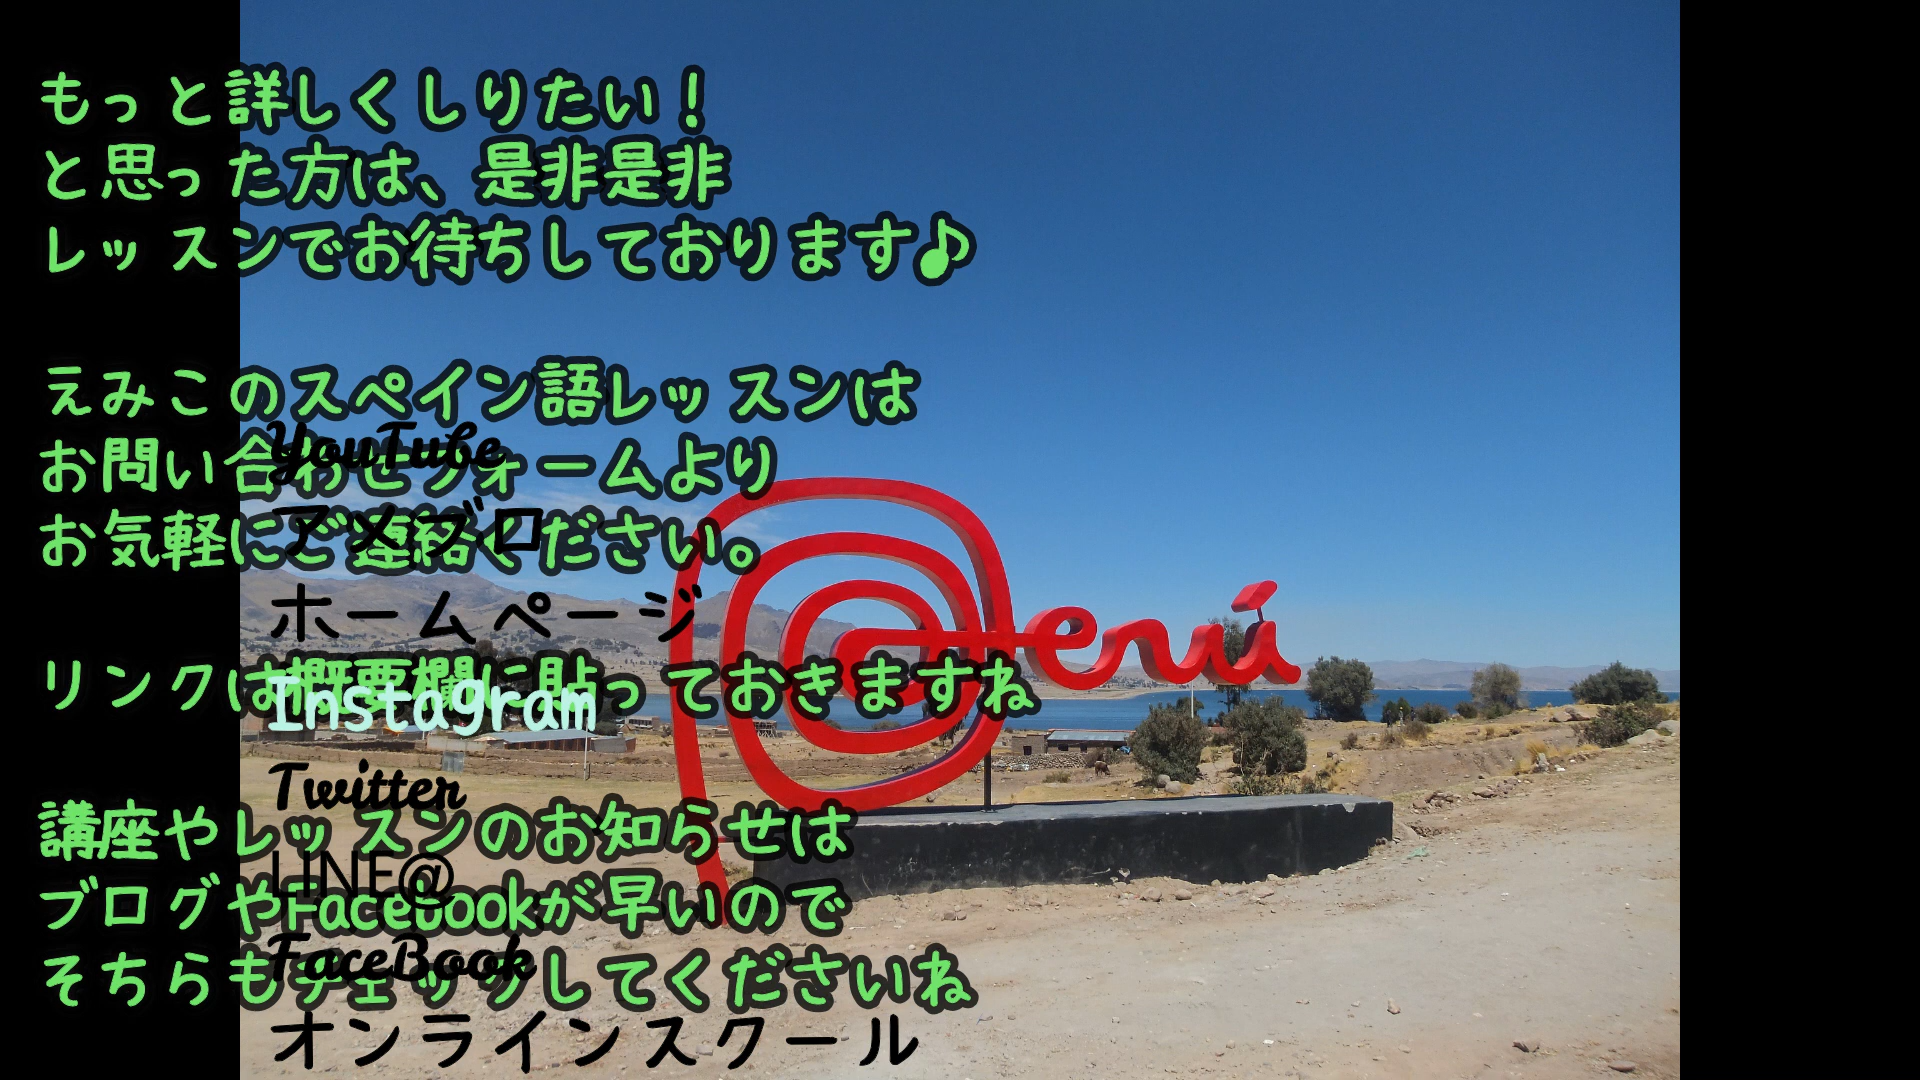 もっと詳しくしりたい！
と思った方は、是非是非
レッスンでお待ちしております♪
えみこのスペイン語レッスンは
YouTube
お問い合わせフォームより
アメブロ
お気軽にご連絡ください。
ホームページ
Perú
リンクは概要欄に貼っておきますね
Instagram
Twitter
講座やレッスンのお知らせは
LINE@
ブログやFacebookが早いので
FaceBook
そちらもチェックしてくださいね
オンラインスクール